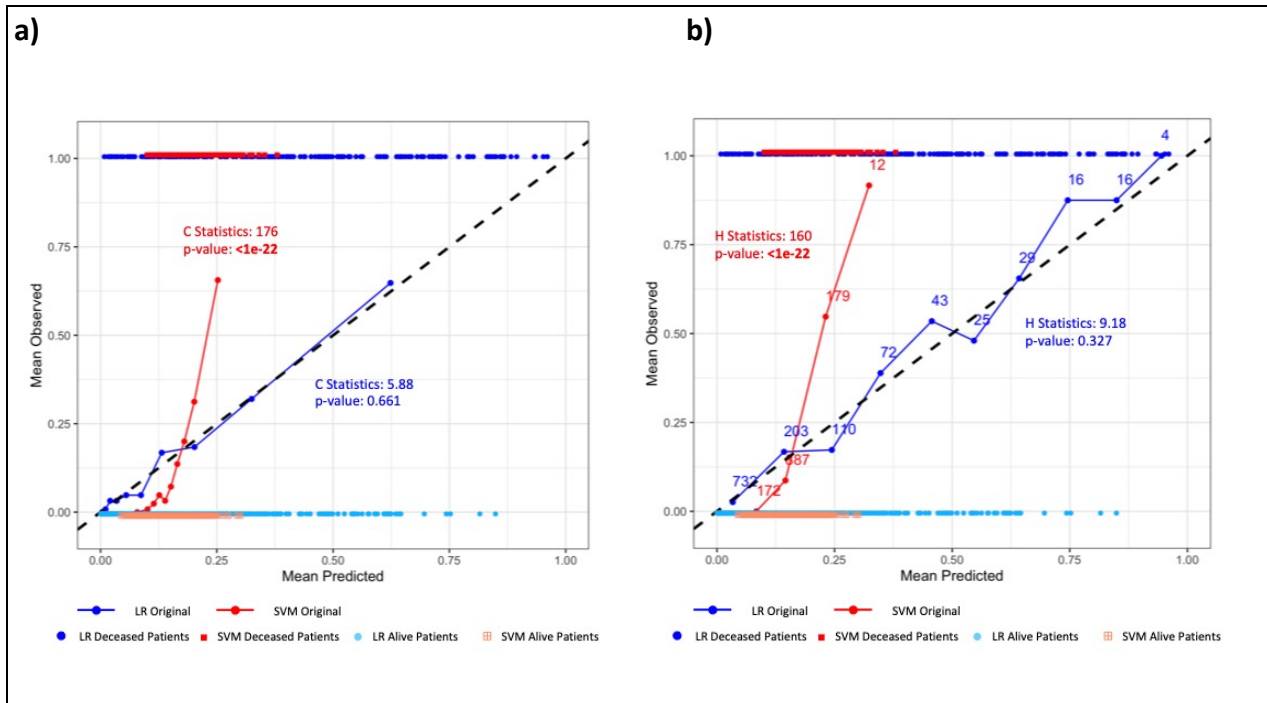 a)
1.00
0.75
0.50
0.25
0.00
Mean Observed
C Statistics: 176
p-value: <1e-22
C Statistics: 5.88
p-value: 0.661
0.00 0.25 0.50 0.75 1.00
Mean Predicted
LR Original SVM Original
LR Deceased Patients SVM Deceased Patients LR Alive Patients SVM Alive Patients
b)
1.00
0.75
0.50
0.25
0.00
Mean Observed
4
12
16 16
H Statistics: 160
p-value: <1e-22
29
179
43
25
H Statistics: 9.18
p-value: 0.327
72
203 110
687
732
172
0.00 0.25 0.50 0.75 1.00
Mean Predicted
LR Original SVM Original
LR Deceased Patients SVM Deceased Patients LR Alive Patients SVM Alive Patients